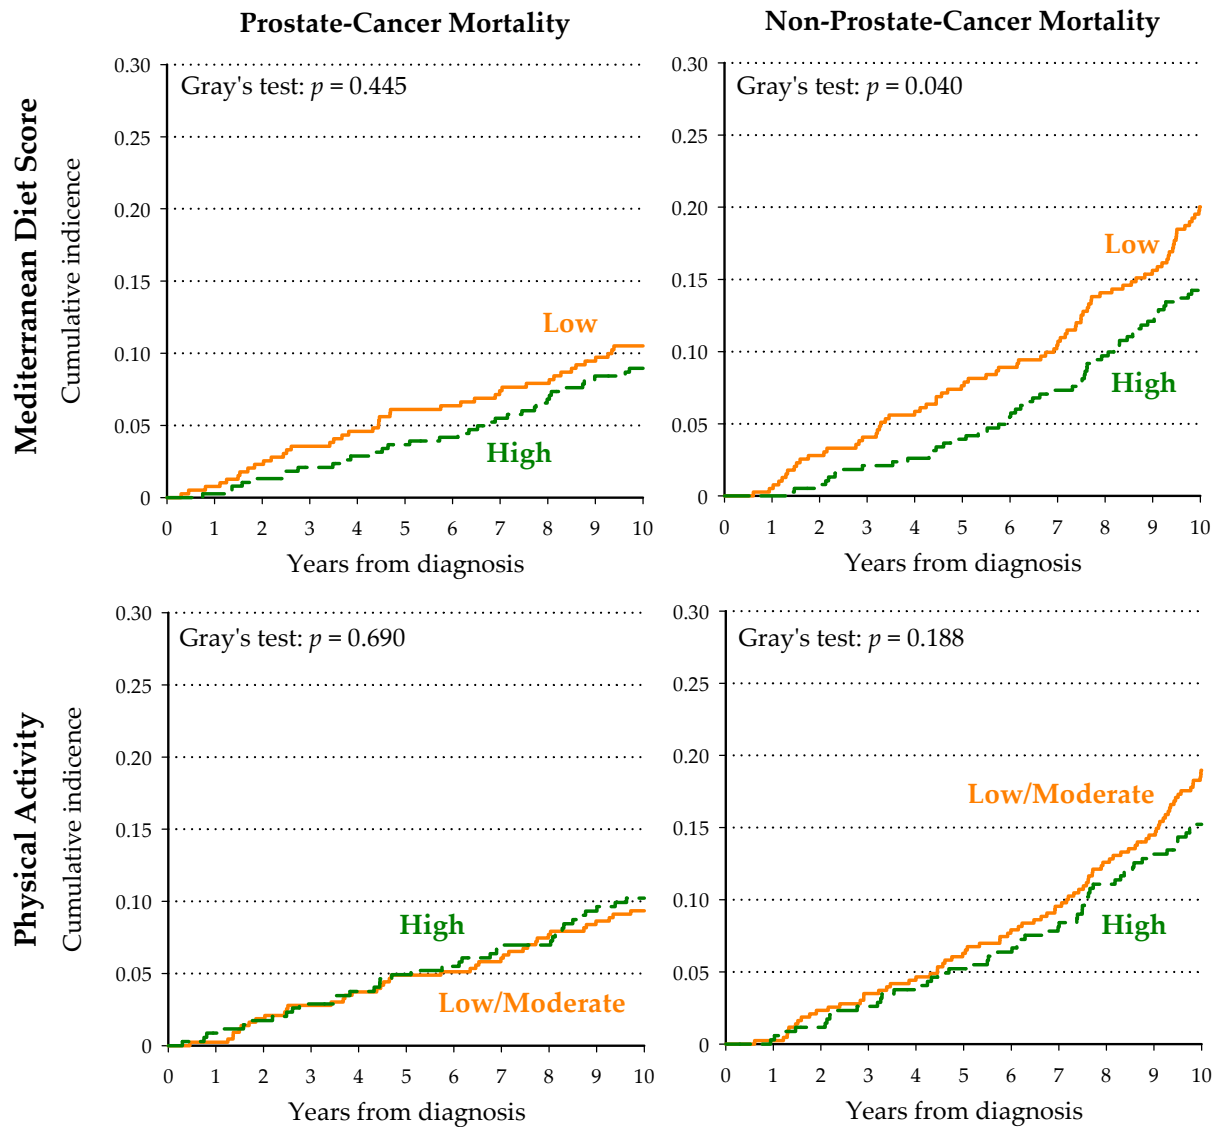 Prostate-Cancer Mortality
Non-Prostate-Cancer Mortality
Mediterranean Diet Score
Cumulative indicence
Gray's test: p = 0.445
0.30
0.25
0.20
0.15
0.10
0.05
0
Low
High
0 1 2 3 4 5 6 7 8 9 10
Years from diagnosis
Gray's test: p = 0.040
0.30
0.25
0.20
0.15
0.10
0.05
0
Low
High
0 1 2 3 4 5 6 7 8 9 10
Years from diagnosis
Physical Activity
Cumulative indicence
Gray's test: p = 0.690
0.30
0.25
0.20
0.15
0.10
0.05
0
High
Low/Moderate
0 1 2 3 4 5 6 7 8 9 10
Years from diagnosis
Gray's test: p = 0.188
0.30
0.25
0.20
0.15
0.10
0.05
0
Low/Moderate
High
0 1 2 3 4 5 6 7 8 9 10
Years from diagnosis